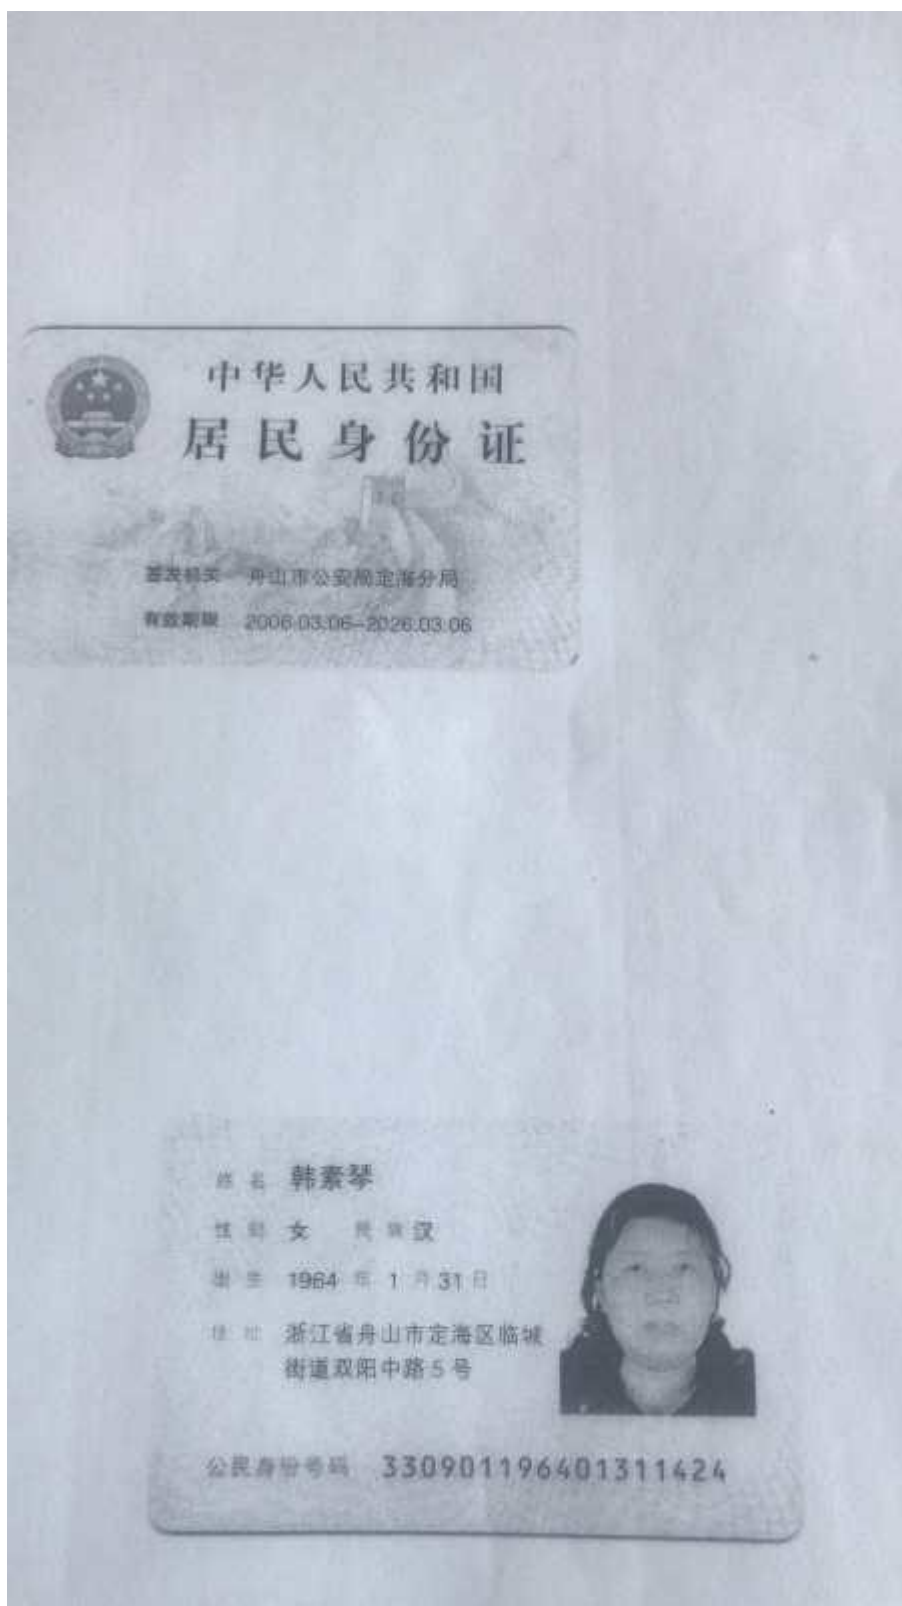 中华人民共和国
居民身份证
签发机关 舟山市公安局定海分局
有效期限 2006.03.06-2026.03.06
姓名 韩素琴
性别 女 民族 汉
出生 1964 年 1 月 31 日
住址 浙江省舟山市定海区临城
街道双阳中路5号
公民身份号码 330901196401311424